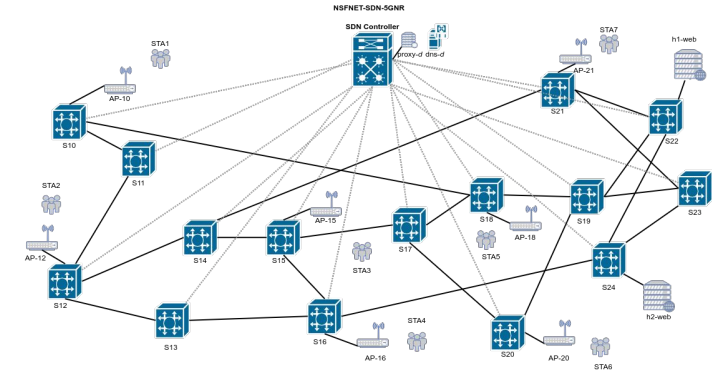 NSFNET-SDN-5GNR
SDN Controller
proxy-d dns-d
STA1
STA7
h1-web
AP-10
AP-21
S10
S21
S22
S11
STA2
AP-15
S18
AP-18
S19
S23
AP-12
S14
S15
STA3
S17
STA5
S24
S12
S13
S16
STA4
AP-16
S20
AP-20
STA6
h2-web